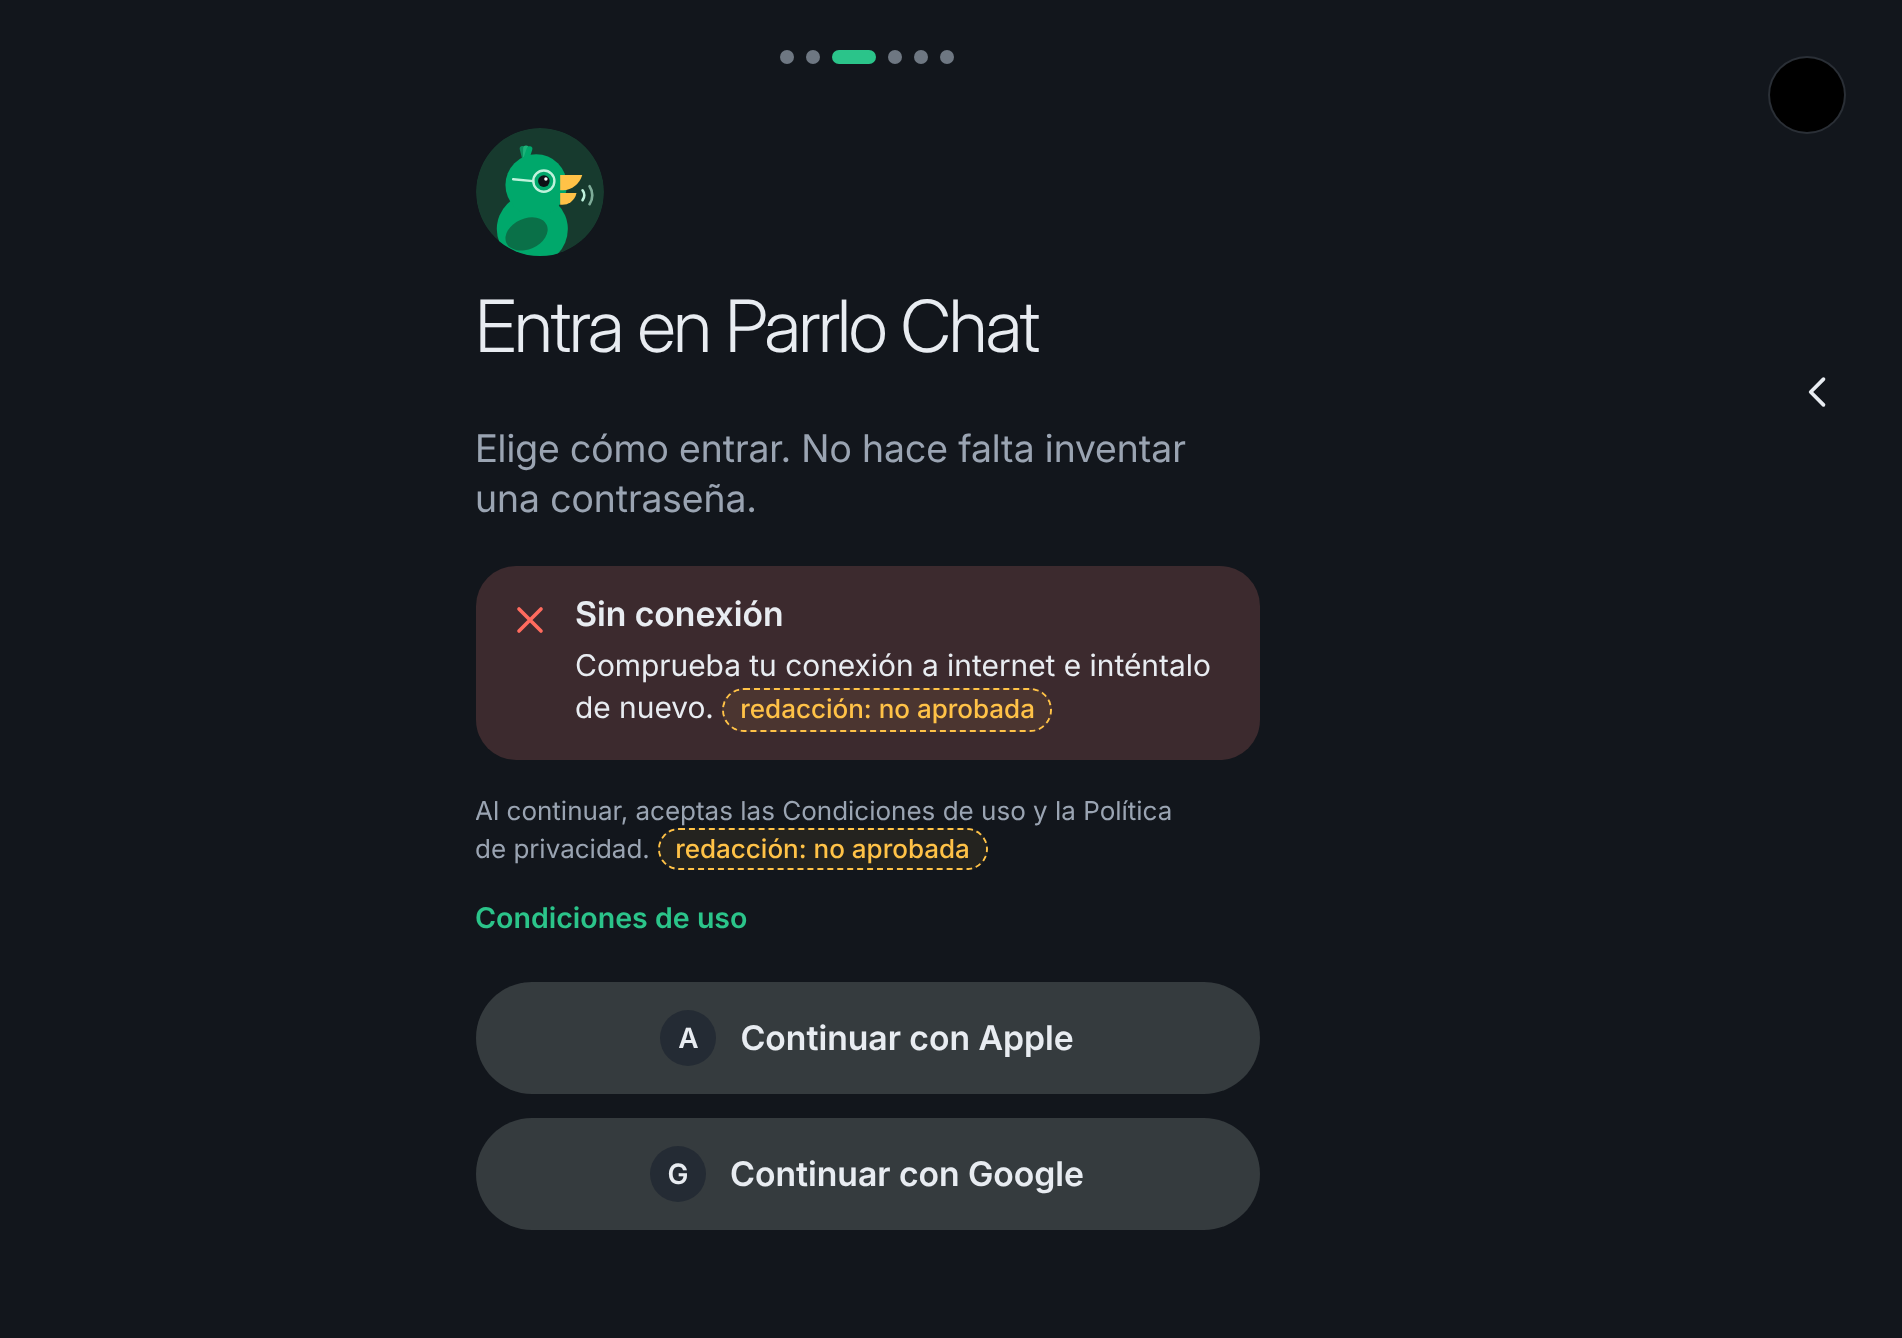 Entra en Parrlo Chat
Elige cómo entrar. No hace falta inventar
una contraseña.
Sin conexión
Comprueba tu conexión a internet e inténtalo
de nuevo. redacción: no aprobada
Al continuar, aceptas las Condiciones de uso y la Política
de privacidad. redacción: no aprobada
Condiciones de uso
A Continuar con Apple
G Continuar con Google